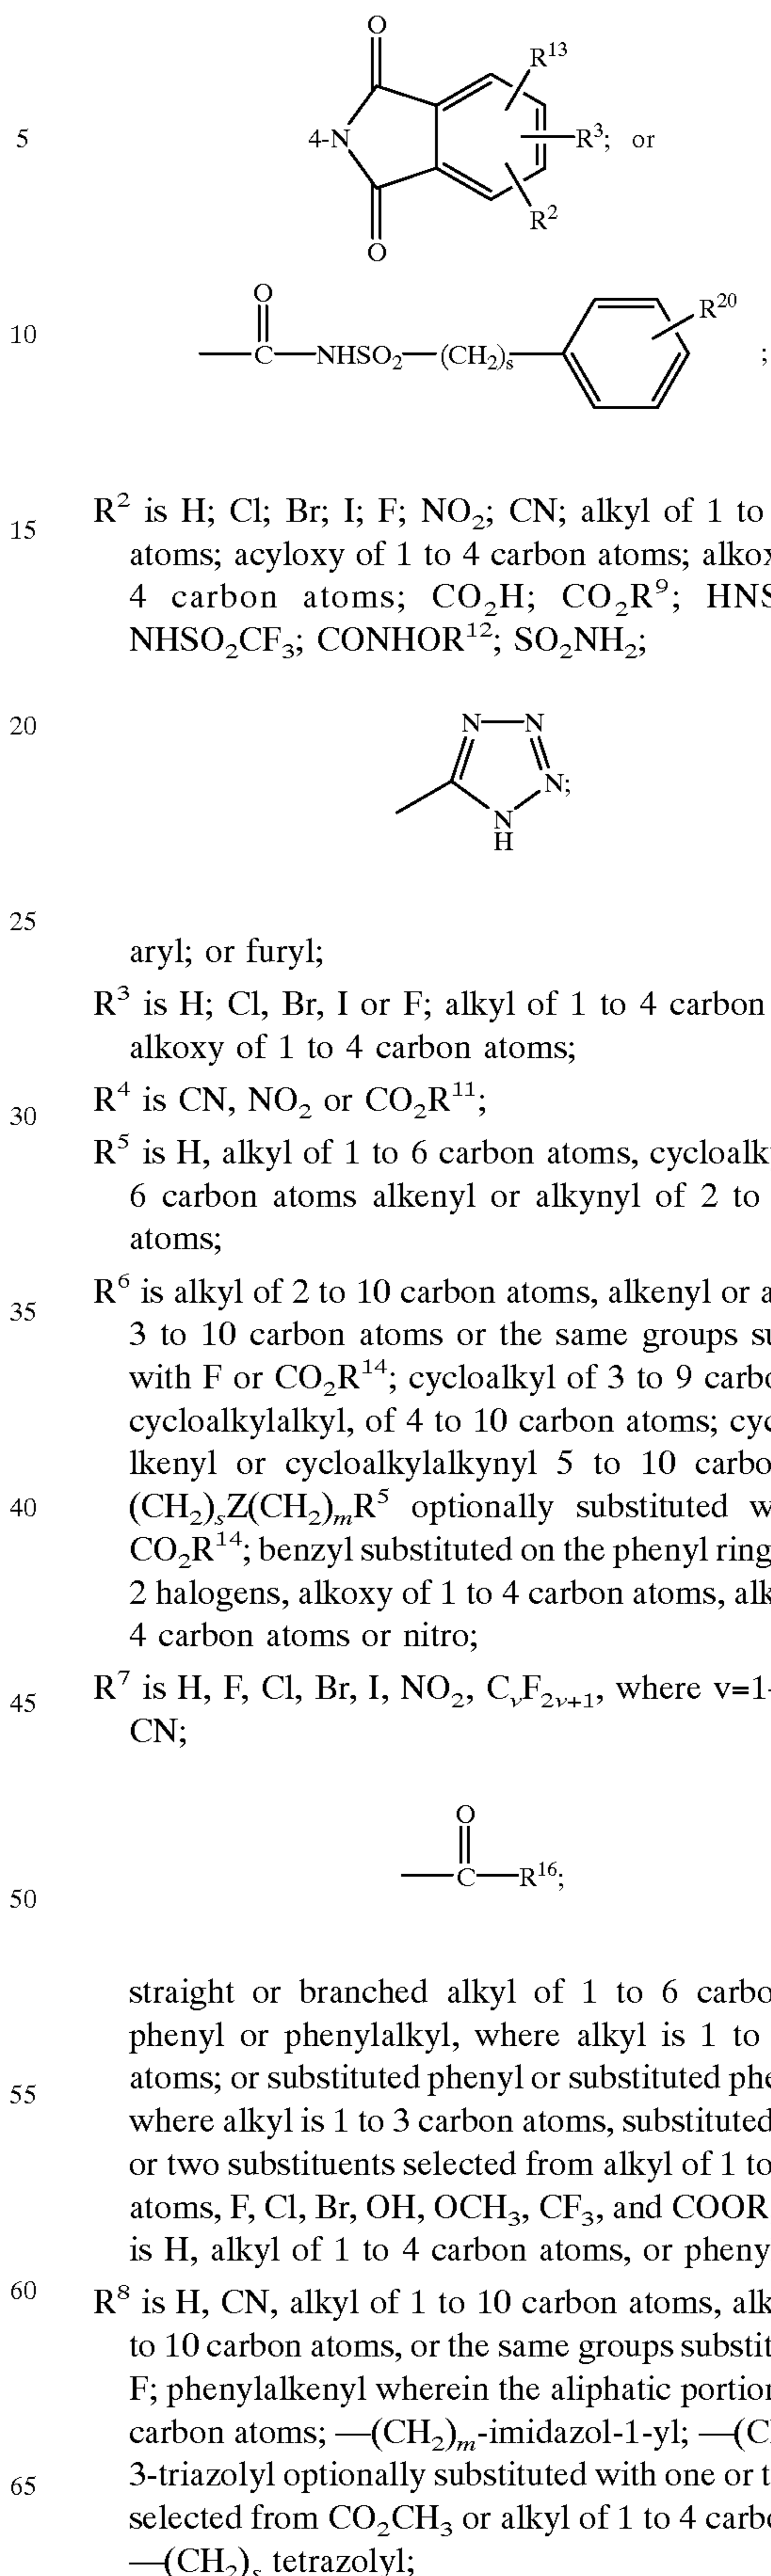 O
R¹³
5
4-N
R³; or
R²
O
O
R²⁰
10
—C—NHSO₂—(CH₂)ₛ—
;
R² is H; Cl; Br; I; F; NO₂; CN; alkyl of 1 to
15
atoms; acyloxy of 1 to 4 carbon atoms;
4 carbon atoms; CO₂H; CO₂R⁹;
NHSO₂CF₃; CONHOR¹²; SO₂NH₂;
20
N N
N;
N
H
25
aryl; or furyl;
R³ is H; Cl, Br, I or F; alkyl of 1 to 4 carbon
alkoxy of 1 to 4 carbon atoms;
R⁴ is CN, NO₂ or CO₂R¹¹;
30
R⁵ is H, alkyl of 1 to 6 carbon atoms,
6 carbon atoms alkenyl or alkynyl of 2 to
atoms;
R⁶ is alkyl of 2 to 10 carbon atoms, alkenyl or
35
3 to 10 carbon atoms or the same groups
with F or CO₂R¹⁴; cycloalkyl of 3 to 9
cycloalkylalkyl, of 4 to 10 carbon atoms;
lkenyl or cycloalkylalkynyl 5 to 10
40
(CH₂)ₛZ(CH₂)ₘR⁵ optionally substituted
CO₂R¹⁴; benzyl substituted on the phenyl ring
2 halogens, alkoxy of 1 to 4 carbon atoms,
4 carbon atoms or nitro;
R⁷ is H, F, Cl, Br, I, NO₂, CᵥF₂ᵥ₊₁, where v=1-
45
CN;
O
—C—R¹⁶;
50
straight or branched alkyl of 1 to 6
phenyl or phenylalkyl, where alkyl is 1 to
55
atoms; or substituted phenyl or substituted
where alkyl is 1 to 3 carbon atoms, substituted
or two substituents selected from alkyl of 1 to
atoms, F, Cl, Br, OH, OCH₃, CF₃, and COOR
is H, alkyl of 1 to 4 carbon atoms, or
60
R⁸ is H, CN, alkyl of 1 to 10 carbon atoms,
to 10 carbon atoms, or the same groups
F; phenylalkenyl wherein the aliphatic portion
carbon atoms; —(CH₂)ₘ-imidazol-1-yl;
65
3-triazolyl optionally substituted with one or
selected from CO₂CH₃ or alkyl of 1 to 4
—(CH₂)ₛ tetrazolyl;